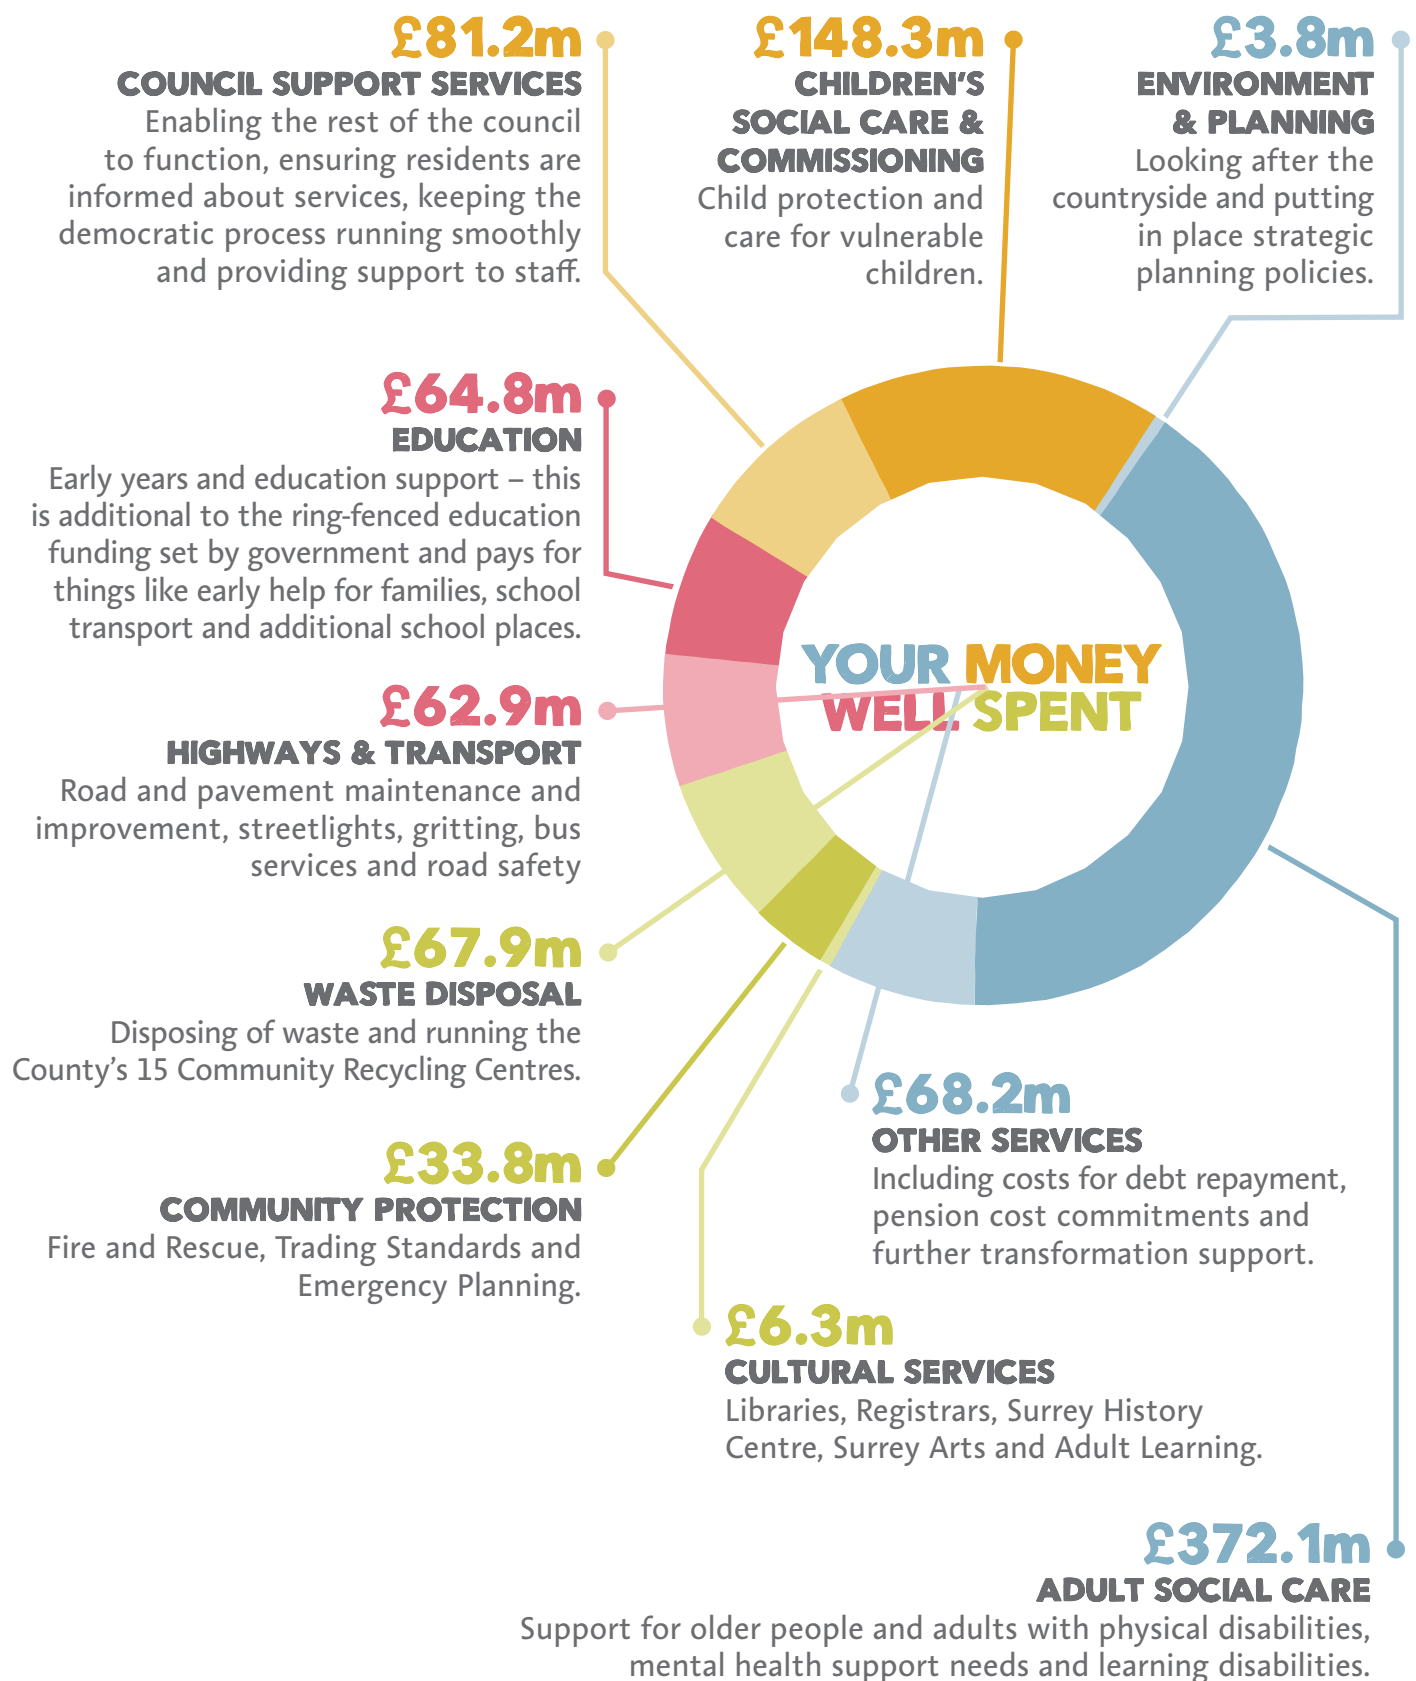 £81.2m
COUNCIL SUPPORT SERVICES
Enabling the rest of the council
to function, ensuring residents are
informed about services, keeping the
democratic process running smoothly
and providing support to staff.
£148.3m
CHILDREN'S
SOCIAL CARE &
COMMISSIONING
Child protection and
care for vulnerable
children.
£3.8m
ENVIRONMENT
& PLANNING
Looking after the
countryside and putting
in place strategic
planning policies.
£64.8m
EDUCATION
Early years and education support – this
is additional to the ring-fenced education
funding set by government and pays for
things like early help for families, school
transport and additional school places.
YOUR MONEY
WELL SPENT
£62.9m
HIGHWAYS & TRANSPORT
Road and pavement maintenance and
improvement, streetlights, gritting, bus
services and road safety
£67.9m
WASTE DISPOSAL
Disposing of waste and running the
County’s 15 Community Recycling Centres.
£33.8m
COMMUNITY PROTECTION
Fire and Rescue, Trading Standards and
Emergency Planning.
£68.2m
OTHER SERVICES
Including costs for debt repayment,
pension cost commitments and
further transformation support.
£6.3m
CULTURAL SERVICES
Libraries, Registrars, Surrey History
Centre, Surrey Arts and Adult Learning.
£372.1m
ADULT SOCIAL CARE
Support for older people and adults with physical disabilities,
mental health support needs and learning disabilities.